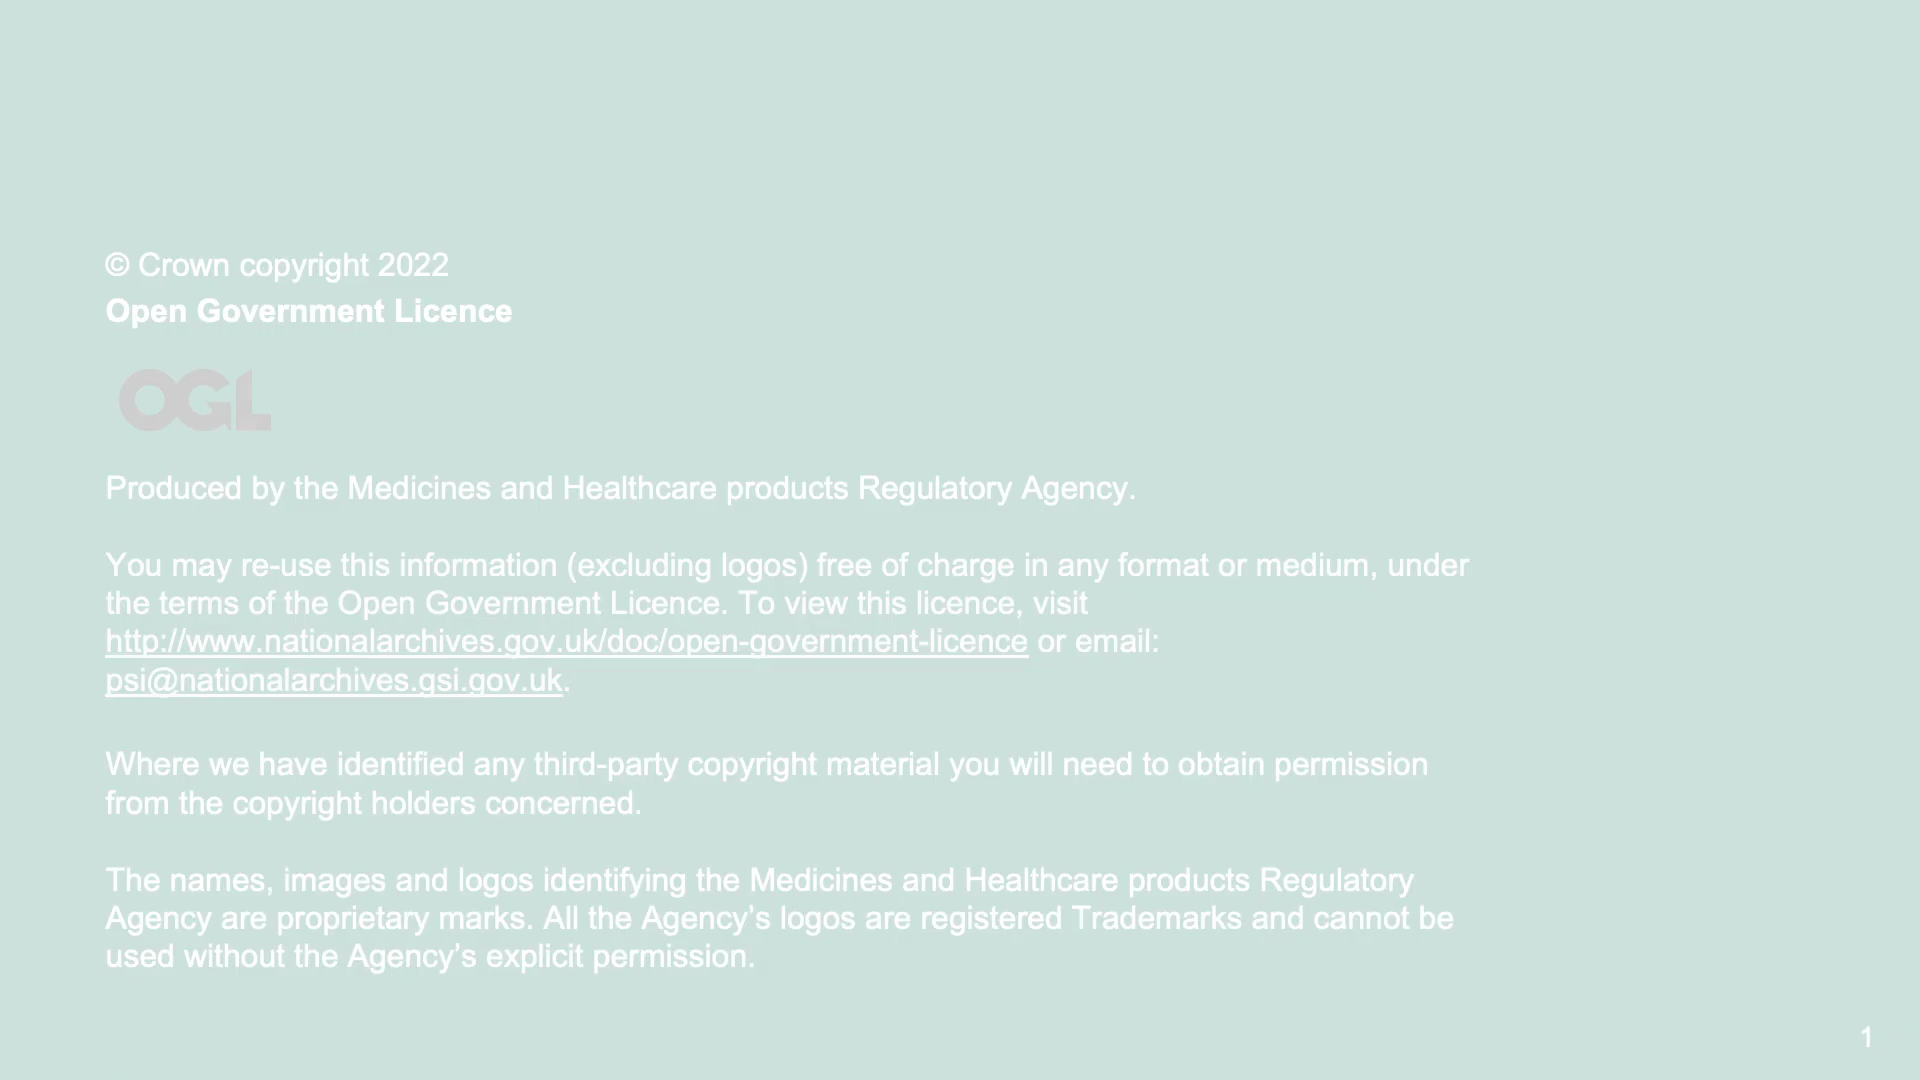 © Crown copyright 2022
Open Government Licence
OGL
Produced by the Medicines and Healthcare products Regulatory Agency.
You may re-use this information (excluding logos) free of charge in any format or medium, under
the terms of the Open Government Licence. To view this licence, visit
http://www.nationalarchives.gov.uk/doc/open-government-licence or email:
psi@nationalarchives.gsi.gov.uk.
Where we have identified any third-party copyright material you will need to obtain permission
from the copyright holders concerned.
The names, images and logos identifying the Medicines and Healthcare products Regulatory
Agency are proprietary marks. All the Agency’s logos are registered Trademarks and cannot be
used without the Agency’s explicit permission.
1